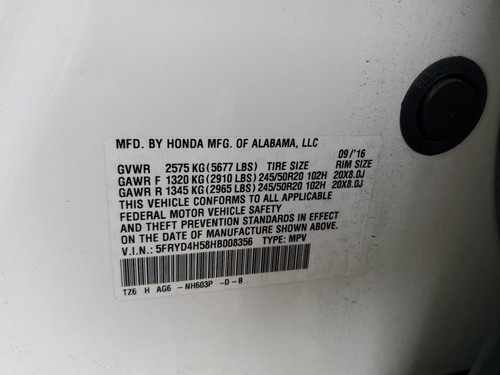 MFD. BY HONDA MFG. OF ALABAMA, LLC
09/'16
GVWR 2575 KG(5677 LBS) TIRE SIZE RIM SIZE
GAWR F 1320 KG(2910 LBS)245/50R20 102H 20X8.0J
GAWR R 1345 KG(2965 LBS)245/50R20 102H 20X8.0J
THIS VEHICLE CONFORMS TO ALL APPLICABLE
FEDERAL MOTOR VEHICLE SAFETY
AND THEFT PREVENTION STANDARDS IN EFFECT
ON THE DATE OF MANUFACTURE SHOWN ABOVE.
V.I.N.: 5FRYD4H58HB008356 TYPE: MPV
TZ6 H AG6 -NH603P -D-B